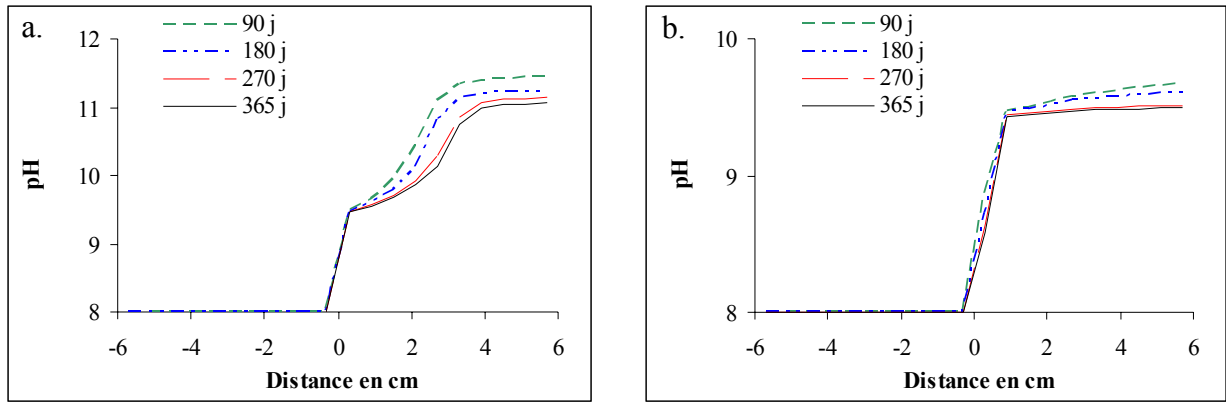 a.
90 j
180 j
270 j
365 j
12
11
10
9
8
pH
-6 -4 -2 0 2 4 6
Distance en cm
b.
90 j
180 j
270 j
365 j
10
9
8
pH
-6 -4 -2 0 2 4 6
Distance en cm